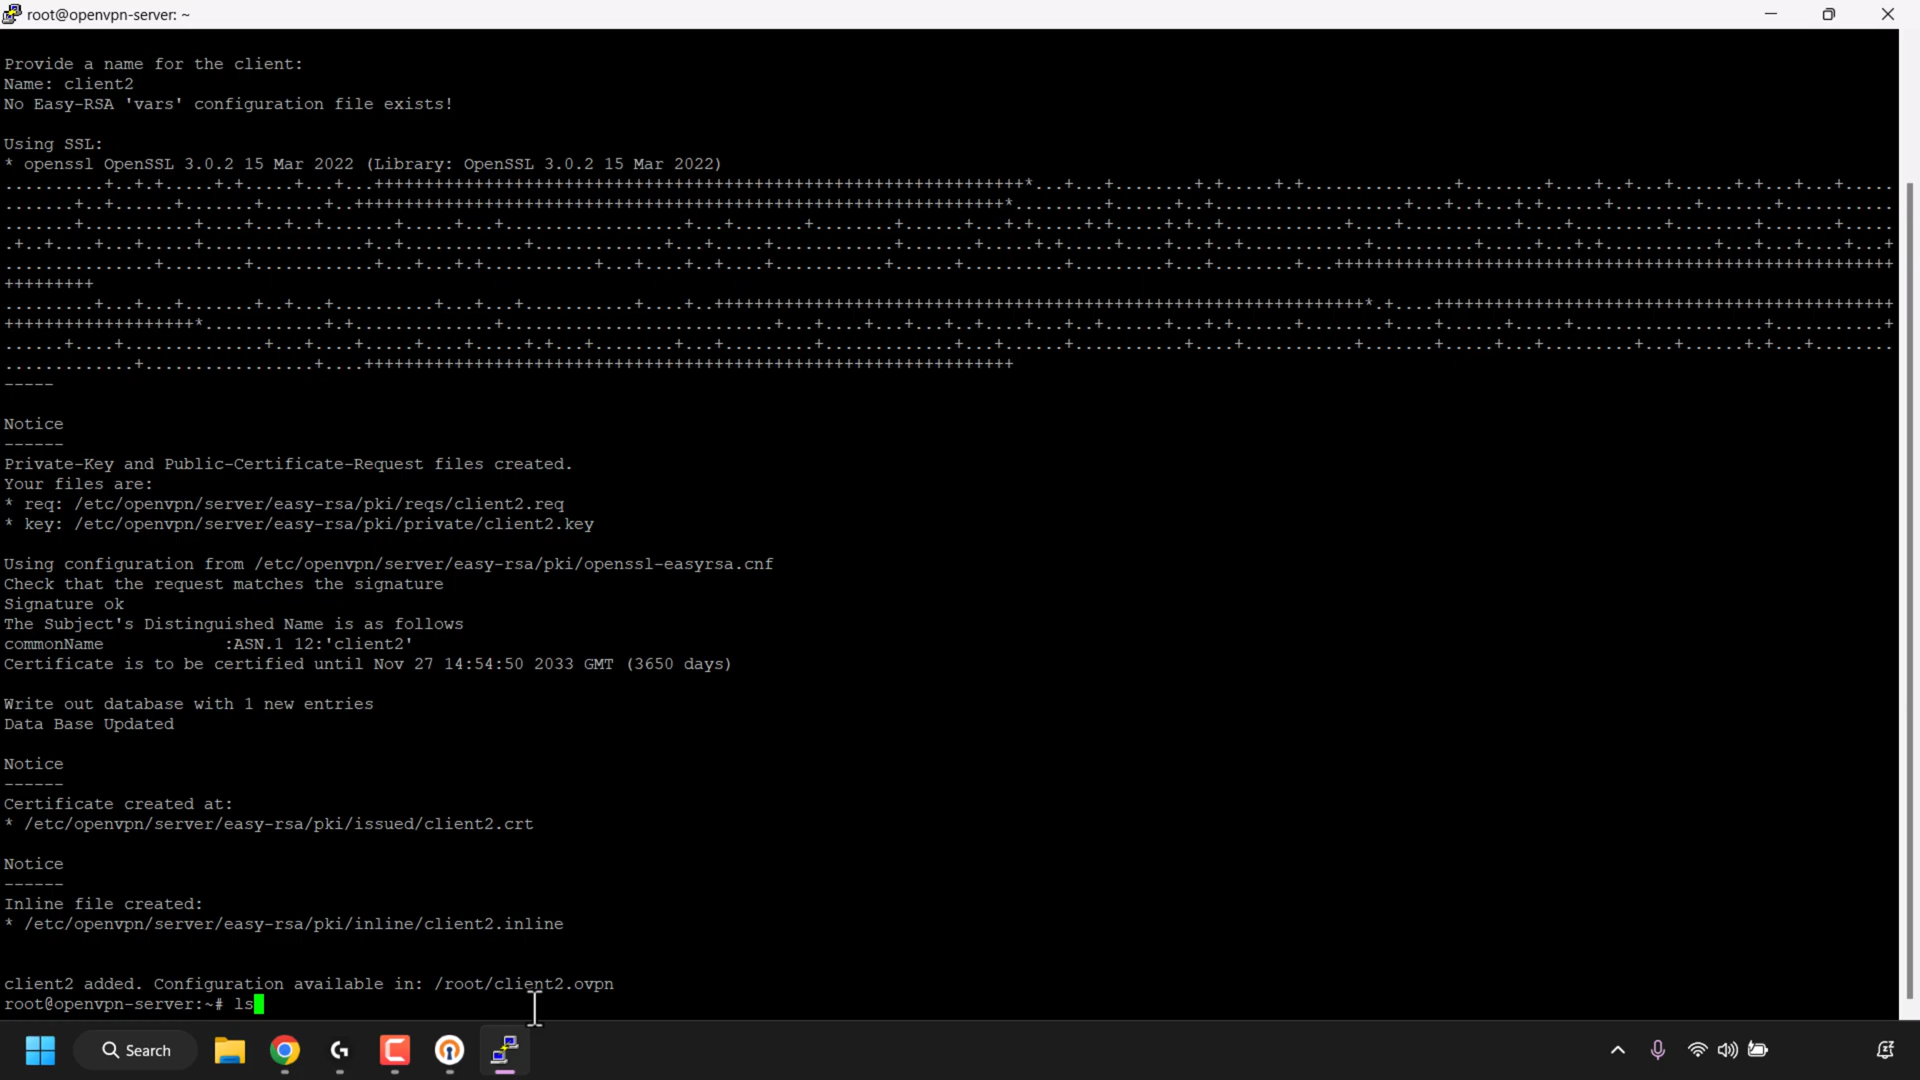 root@openvpn-server: ~
Provide a name for the client:
Name: client2
No Easy-RSA 'vars' configuration file exists!
Using SSL:
* openssl OpenSSL 3.0.2 15 Mar 2022 (Library: OpenSSL 3.0.2 15 Mar 2022)
-----
Notice
------
Private-Key and Public-Certificate-Request files created.
Your files are:
* req: /etc/openvpn/server/easy-rsa/pki/reqs/client2.req
* key: /etc/openvpn/server/easy-rsa/pki/private/client2.key
Using configuration from /etc/openvpn/server/easy-rsa/pki/openssl-easyrsa.cnf
Check that the request matches the signature
Signature ok
The Subject's Distinguished Name is as follows
commonName            :ASN.1 12:'client2'
Certificate is to be certified until Nov 27 14:54:50 2033 GMT (3650 days)
Write out database with 1 new entries
Data Base Updated
Notice
------
Certificate created at:
* /etc/openvpn/server/easy-rsa/pki/issued/client2.crt
Notice
------
Inline file created:
* /etc/openvpn/server/easy-rsa/pki/inline/client2.inline
client2 added. Configuration available in: /root/client2.ovpn
root@openvpn-server:~# ls
Search